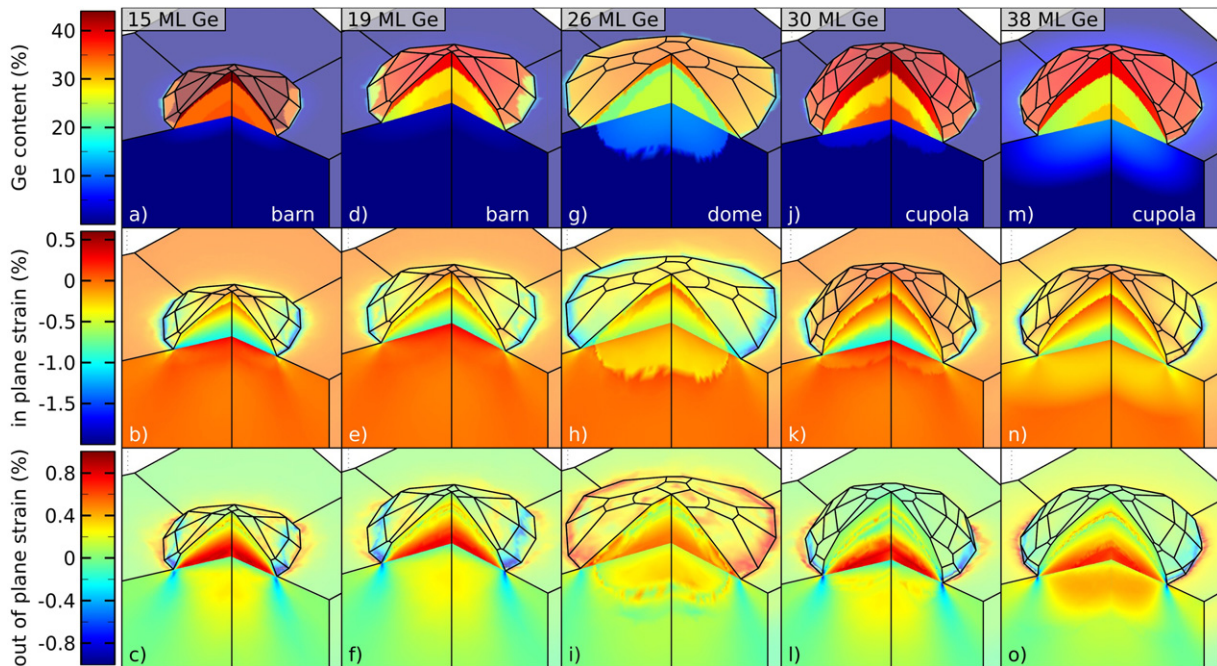 15 ML Ge
19 ML Ge
26 ML Ge
30 ML Ge
38 ML Ge
Ge content (%)
40
30
20
10
a) barn
d) barn
g) dome
j) cupola
m) cupola
in plane strain (%)
0.5
0
-0.5
-1.0
-1.5
b)
e)
h)
k)
n)
out of plane strain (%)
0.8
0.4
0
-0.4
-0.8
c)
f)
i)
l)
o)